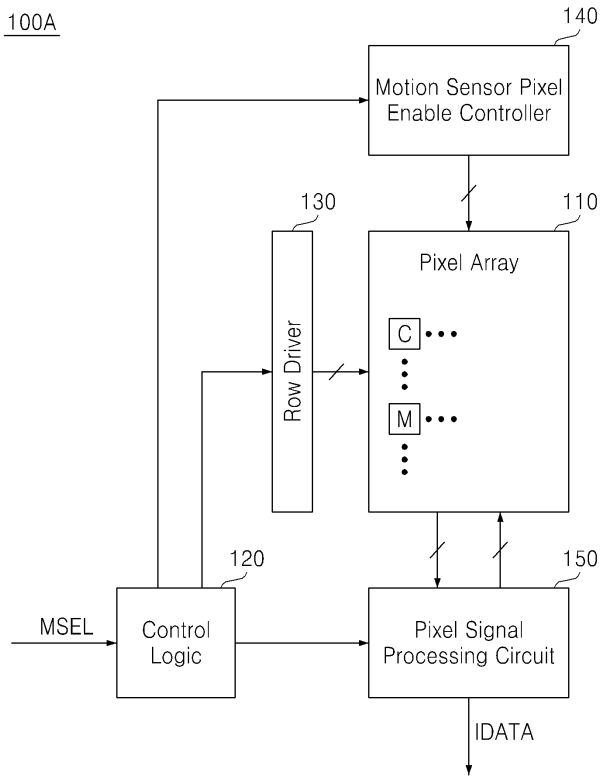 100A
140
Motion Sensor Pixel
Enable Controller
130
110
Row Driver
Pixel Array
C
M
120
150
MSEL
Control
Logic
Pixel Signal
Processing Circuit
IDATA